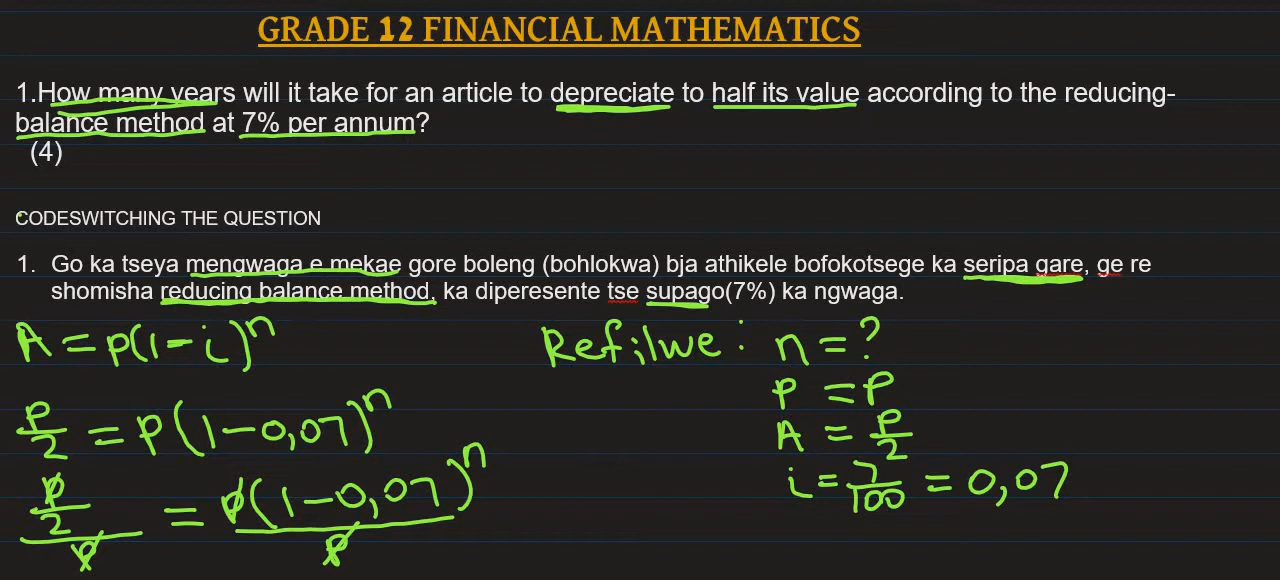 GRADE 12 FINANCIAL MATHEMATICS
1.How many years will it take for an article to depreciate to half its value according to the reducing-
balance method at 7% per annum?
(4)
CODESWITCHING THE QUESTION
1. Go ka tseya mengwaga e mekae gore boleng (bohlokwa) bja athikele bofokotsege ka seripa gare, ge re
shomisha reducing balance method, ka diperesente tse supago(7%) ka ngwaga.
A = p(1 - i)^n
p/2 = p(1 - 0,07)^n
(p/2)/p = p(1 - 0,07)^n/p
Refilwe : n = ?
p = p
A = p/2
i = 7/100 = 0,07